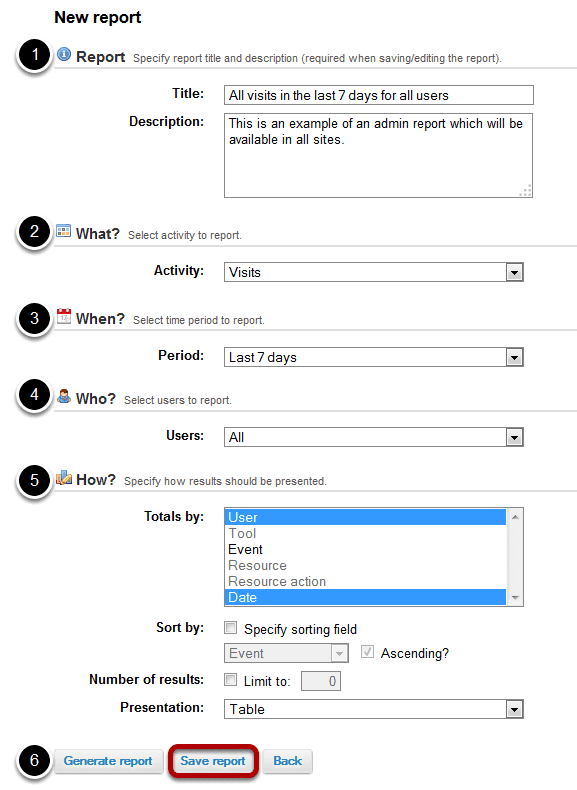 New report
1 Report Specify report title and description (required when saving/editing the report).
Title: All visits in the last 7 days for all users
Description: This is an example of an admin report which will be
available in all sites.
2 What? Select activity to report.
Activity: Visits
3 When? Select time period to report.
Period: Last 7 days
4 Who? Select users to report.
Users: All
5 How? Specify how results should be presented.
Totals by: User
Tool
Event
Resource
Resource action
Date
Sort by: Specify sorting field
Event Ascending?
Number of results: Limit to: 0
Presentation: Table
6 Generate report Save report Back